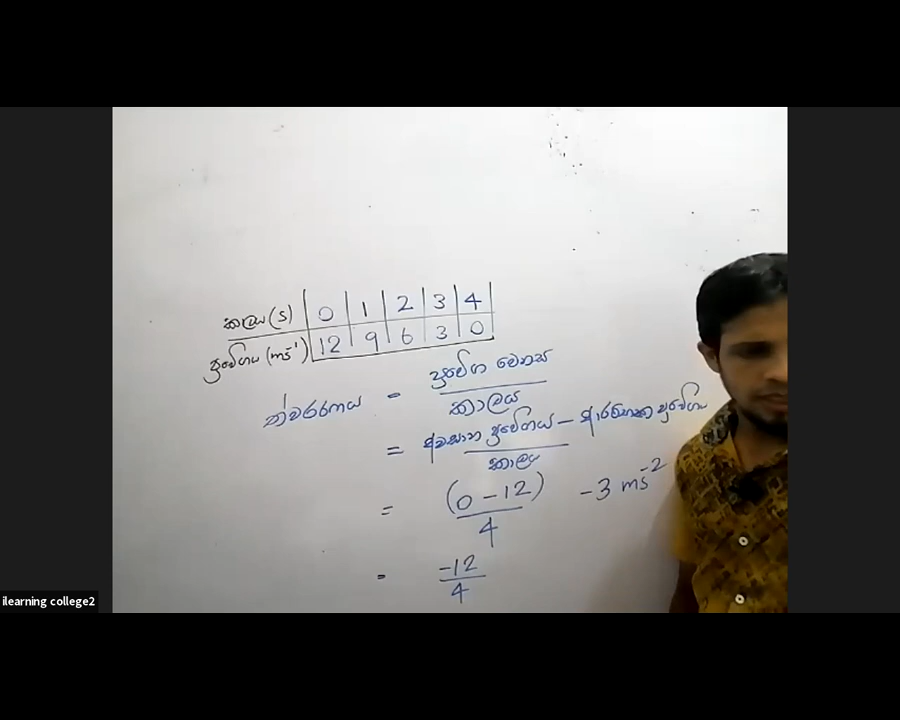 කාලය (s) 0 1 2 3 4
ප්‍රවේගය (ms⁻¹) 12 9 6 3 0
ත්වරණය = ප්‍රවේග වෙනස / කාලය
= අවසාන ප්‍රවේගය – ආරම්භක ප්‍රවේගය / කාලය
= (0 – 12) / 4 -3 ms⁻²
= -12 / 4
ilearning college2